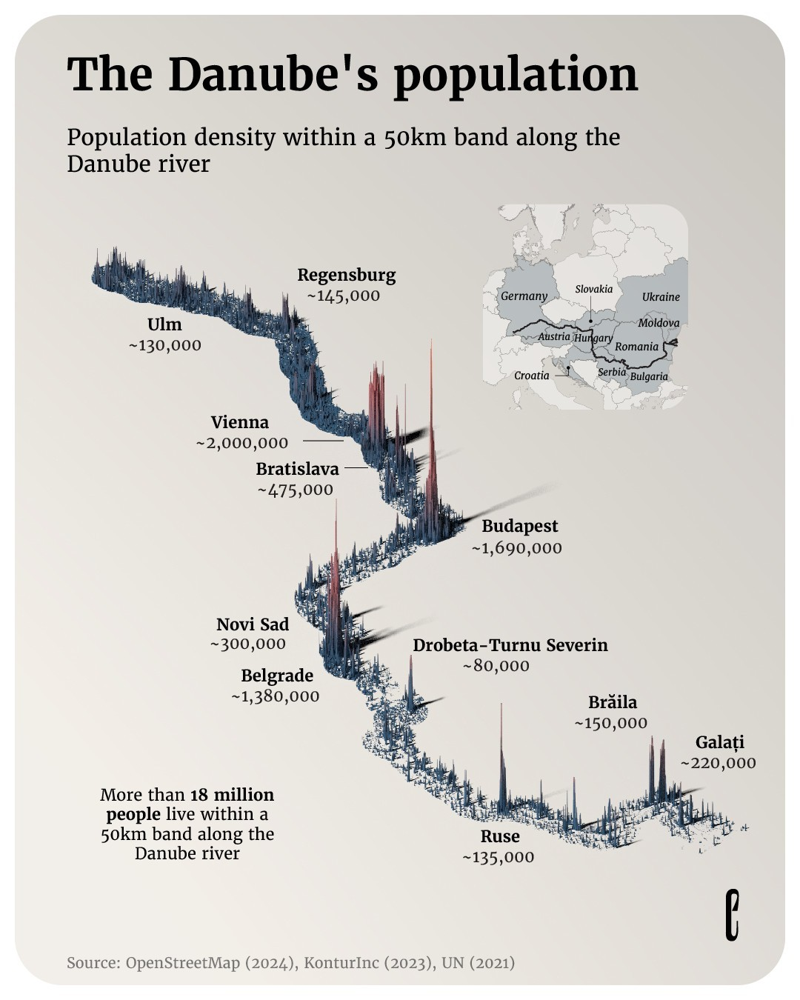 The Danube's population
Population density within a 50km band along the
Danube river
Regensburg
~145,000
Ulm
~130,000
Slovakia
Germany
Ukraine
Moldova
Austria
Hungary
Romania
Croatia
Serbia
Bulgaria
Vienna
~2,000,000
Bratislava
~475,000
Budapest
~1,690,000
Novi Sad
~300,000
Drobeta-Turnu Severin
~80,000
Belgrade
~1,380,000
Brăila
~150,000
Galați
~220,000
More than 18 million
people live within a
50km band along the
Danube river
Ruse
~135,000
Source: OpenStreetMap (2024), KonturInc (2023), UN (2021)